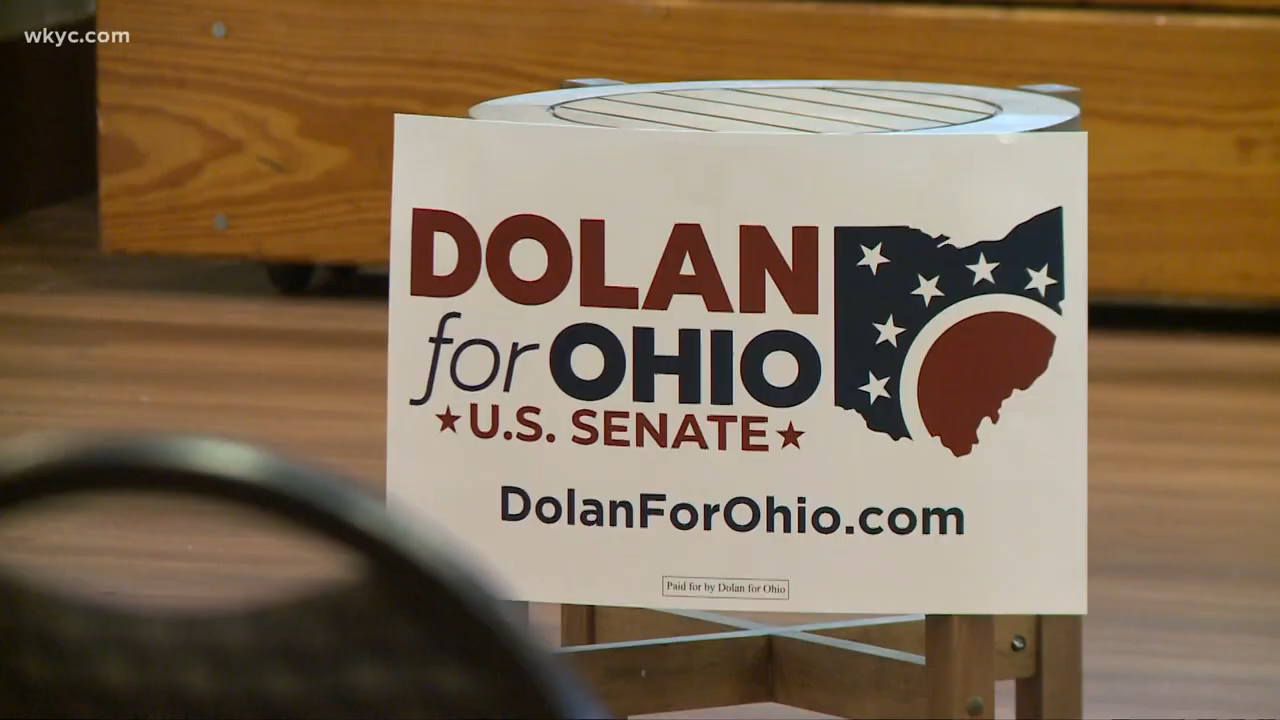 wkyc.com
DOLAN
for OHIO
★U.S. SENATE★
DolanForOhio.com
Paid for by Dolan for Ohio